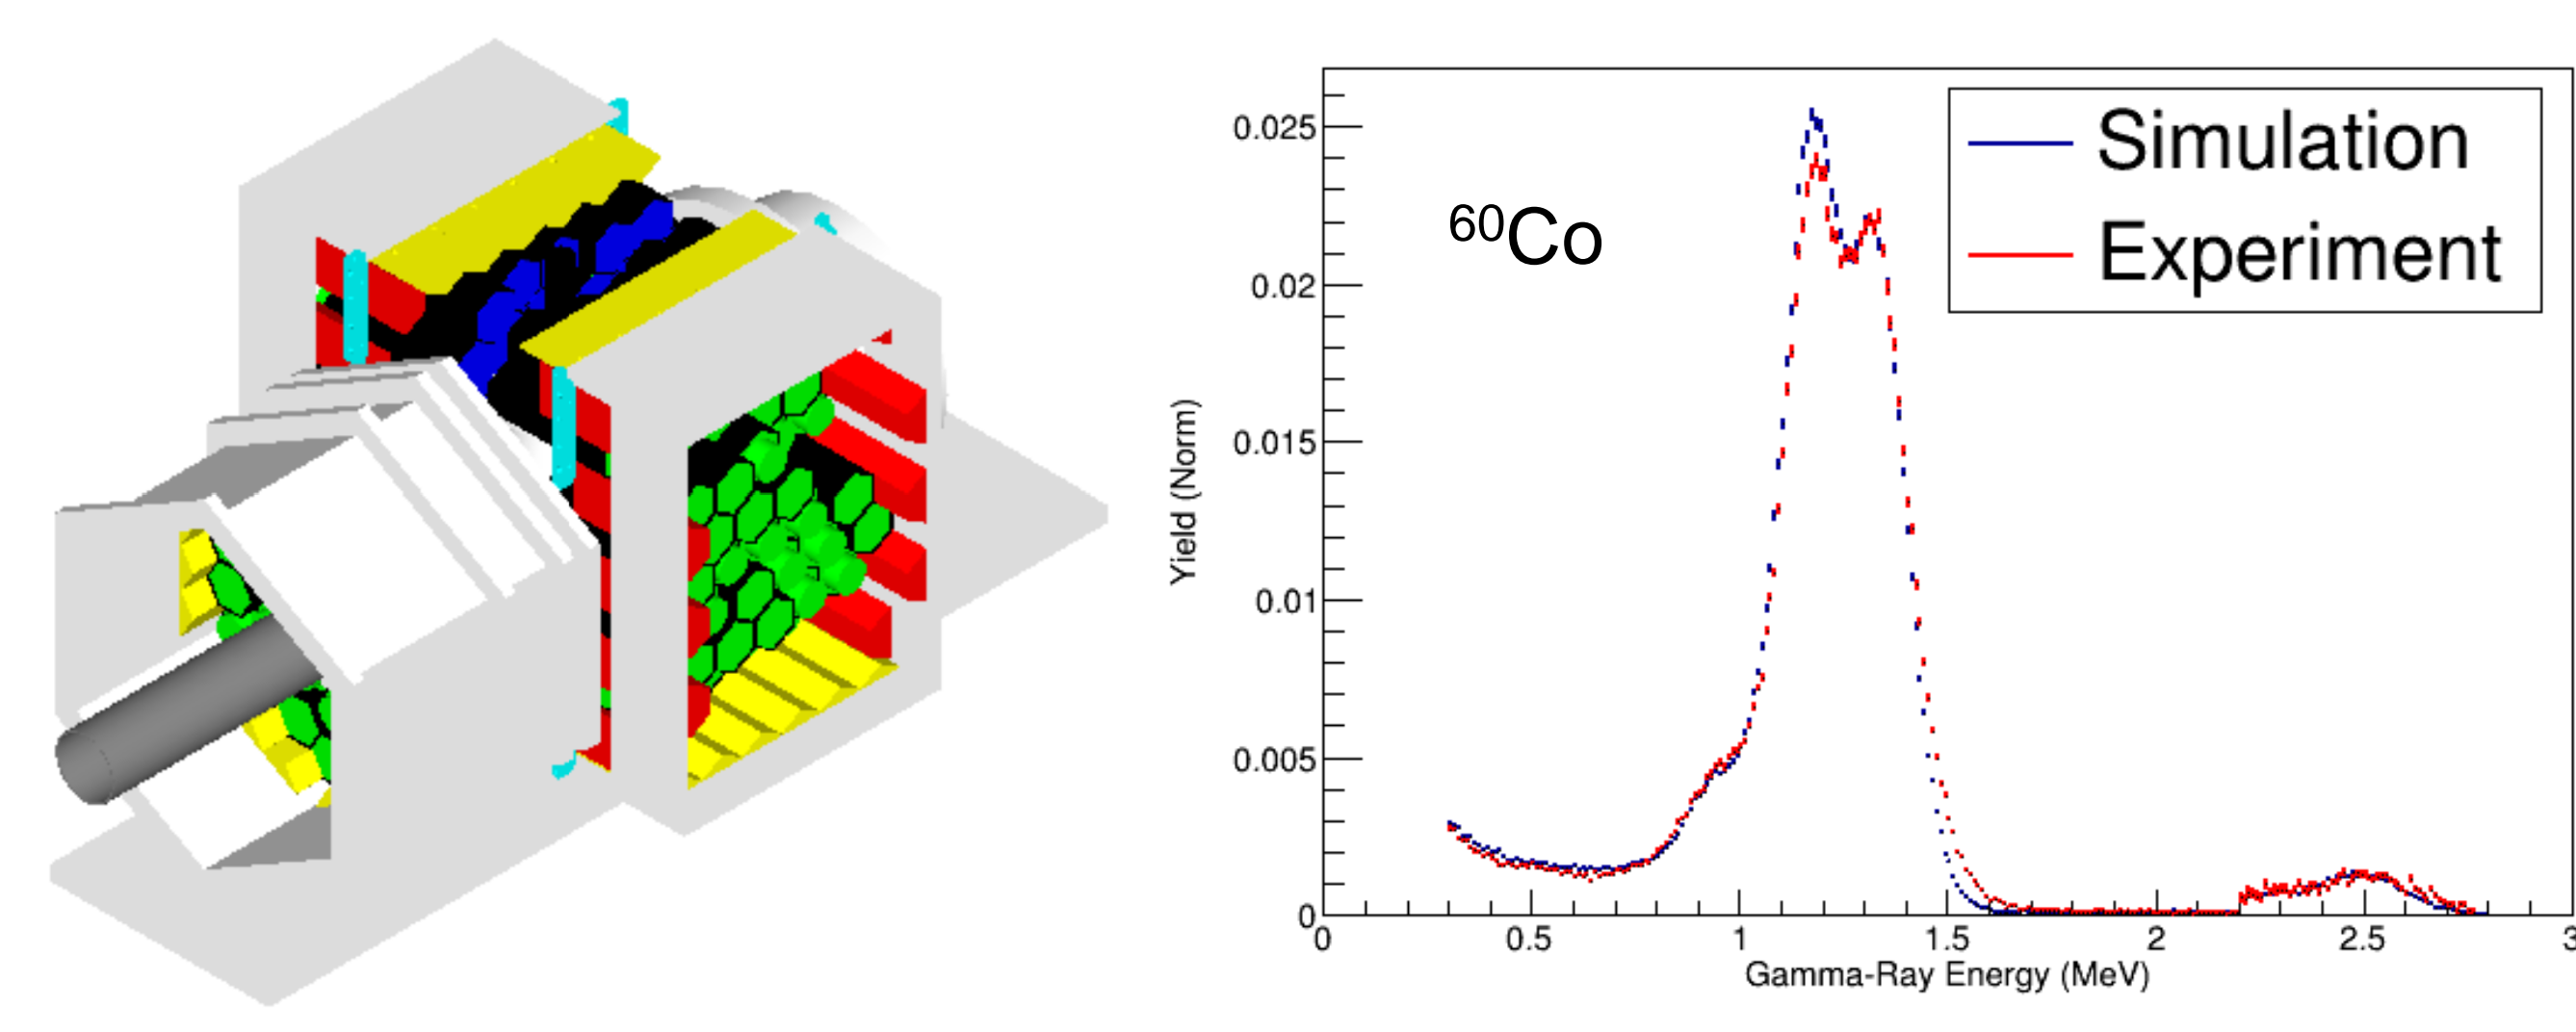 Simulation
Experiment
⁶⁰Co
Yield (Norm)
0.025
0.02
0.015
0.01
0.005
0
0 0.5 1 1.5 2 2.5 3
Gamma-Ray Energy (MeV)